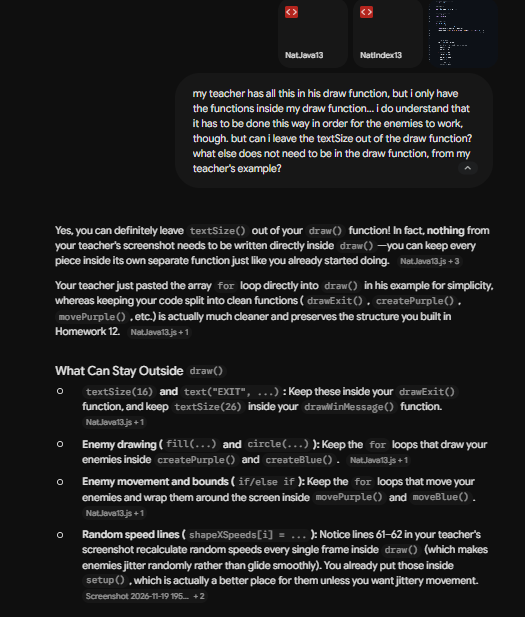 NatJava13
NatIndex13
my teacher has all this in his draw function, but i only have
the functions inside my draw function... i do understand that
it has to be done this way in order for the enemies to work,
though. but can i leave the textSize out of the draw function?
what else does not need to be in the draw function, from my
teacher's example?
Yes, you can definitely leave textSize() out of your draw() function! In fact, nothing from
your teacher's screenshot needs to be written directly inside draw() —you can keep every
piece inside its own separate function just like you already started doing. NatJava13.js + 3
Your teacher just pasted the array for loop directly into draw() in his example for simplicity,
whereas keeping your code split into clean functions ( drawExit() , createPurple() ,
movePurple() , etc.) is actually much cleaner and preserves the structure you built in
Homework 12. NatJava13.js + 1
What Can Stay Outside draw()
textSize(16) and text("EXIT", ...) : Keep these inside your drawExit()
function, and keep textSize(26) inside your drawWinMessage() function.
NatJava13.js + 1
Enemy drawing ( fill(...) and circle(...) ): Keep the for loops that draw your
enemies inside createPurple() and createBlue() . NatJava13.js + 1
Enemy movement and bounds ( if/else if ): Keep the for loops that move your
enemies and wrap them around the screen inside movePurple() and moveBlue() .
NatJava13.js + 1
Random speed lines ( shapeXSpeeds[i] = ... ): Notice lines 61–62 in your teacher's
screenshot recalculate random speeds every single frame inside draw() (which makes
enemies jitter randomly rather than glide smoothly). You already put those inside
setup() , which is actually a better place for them unless you want jittery movement.
Screenshot 2026-11-19 195... + 2